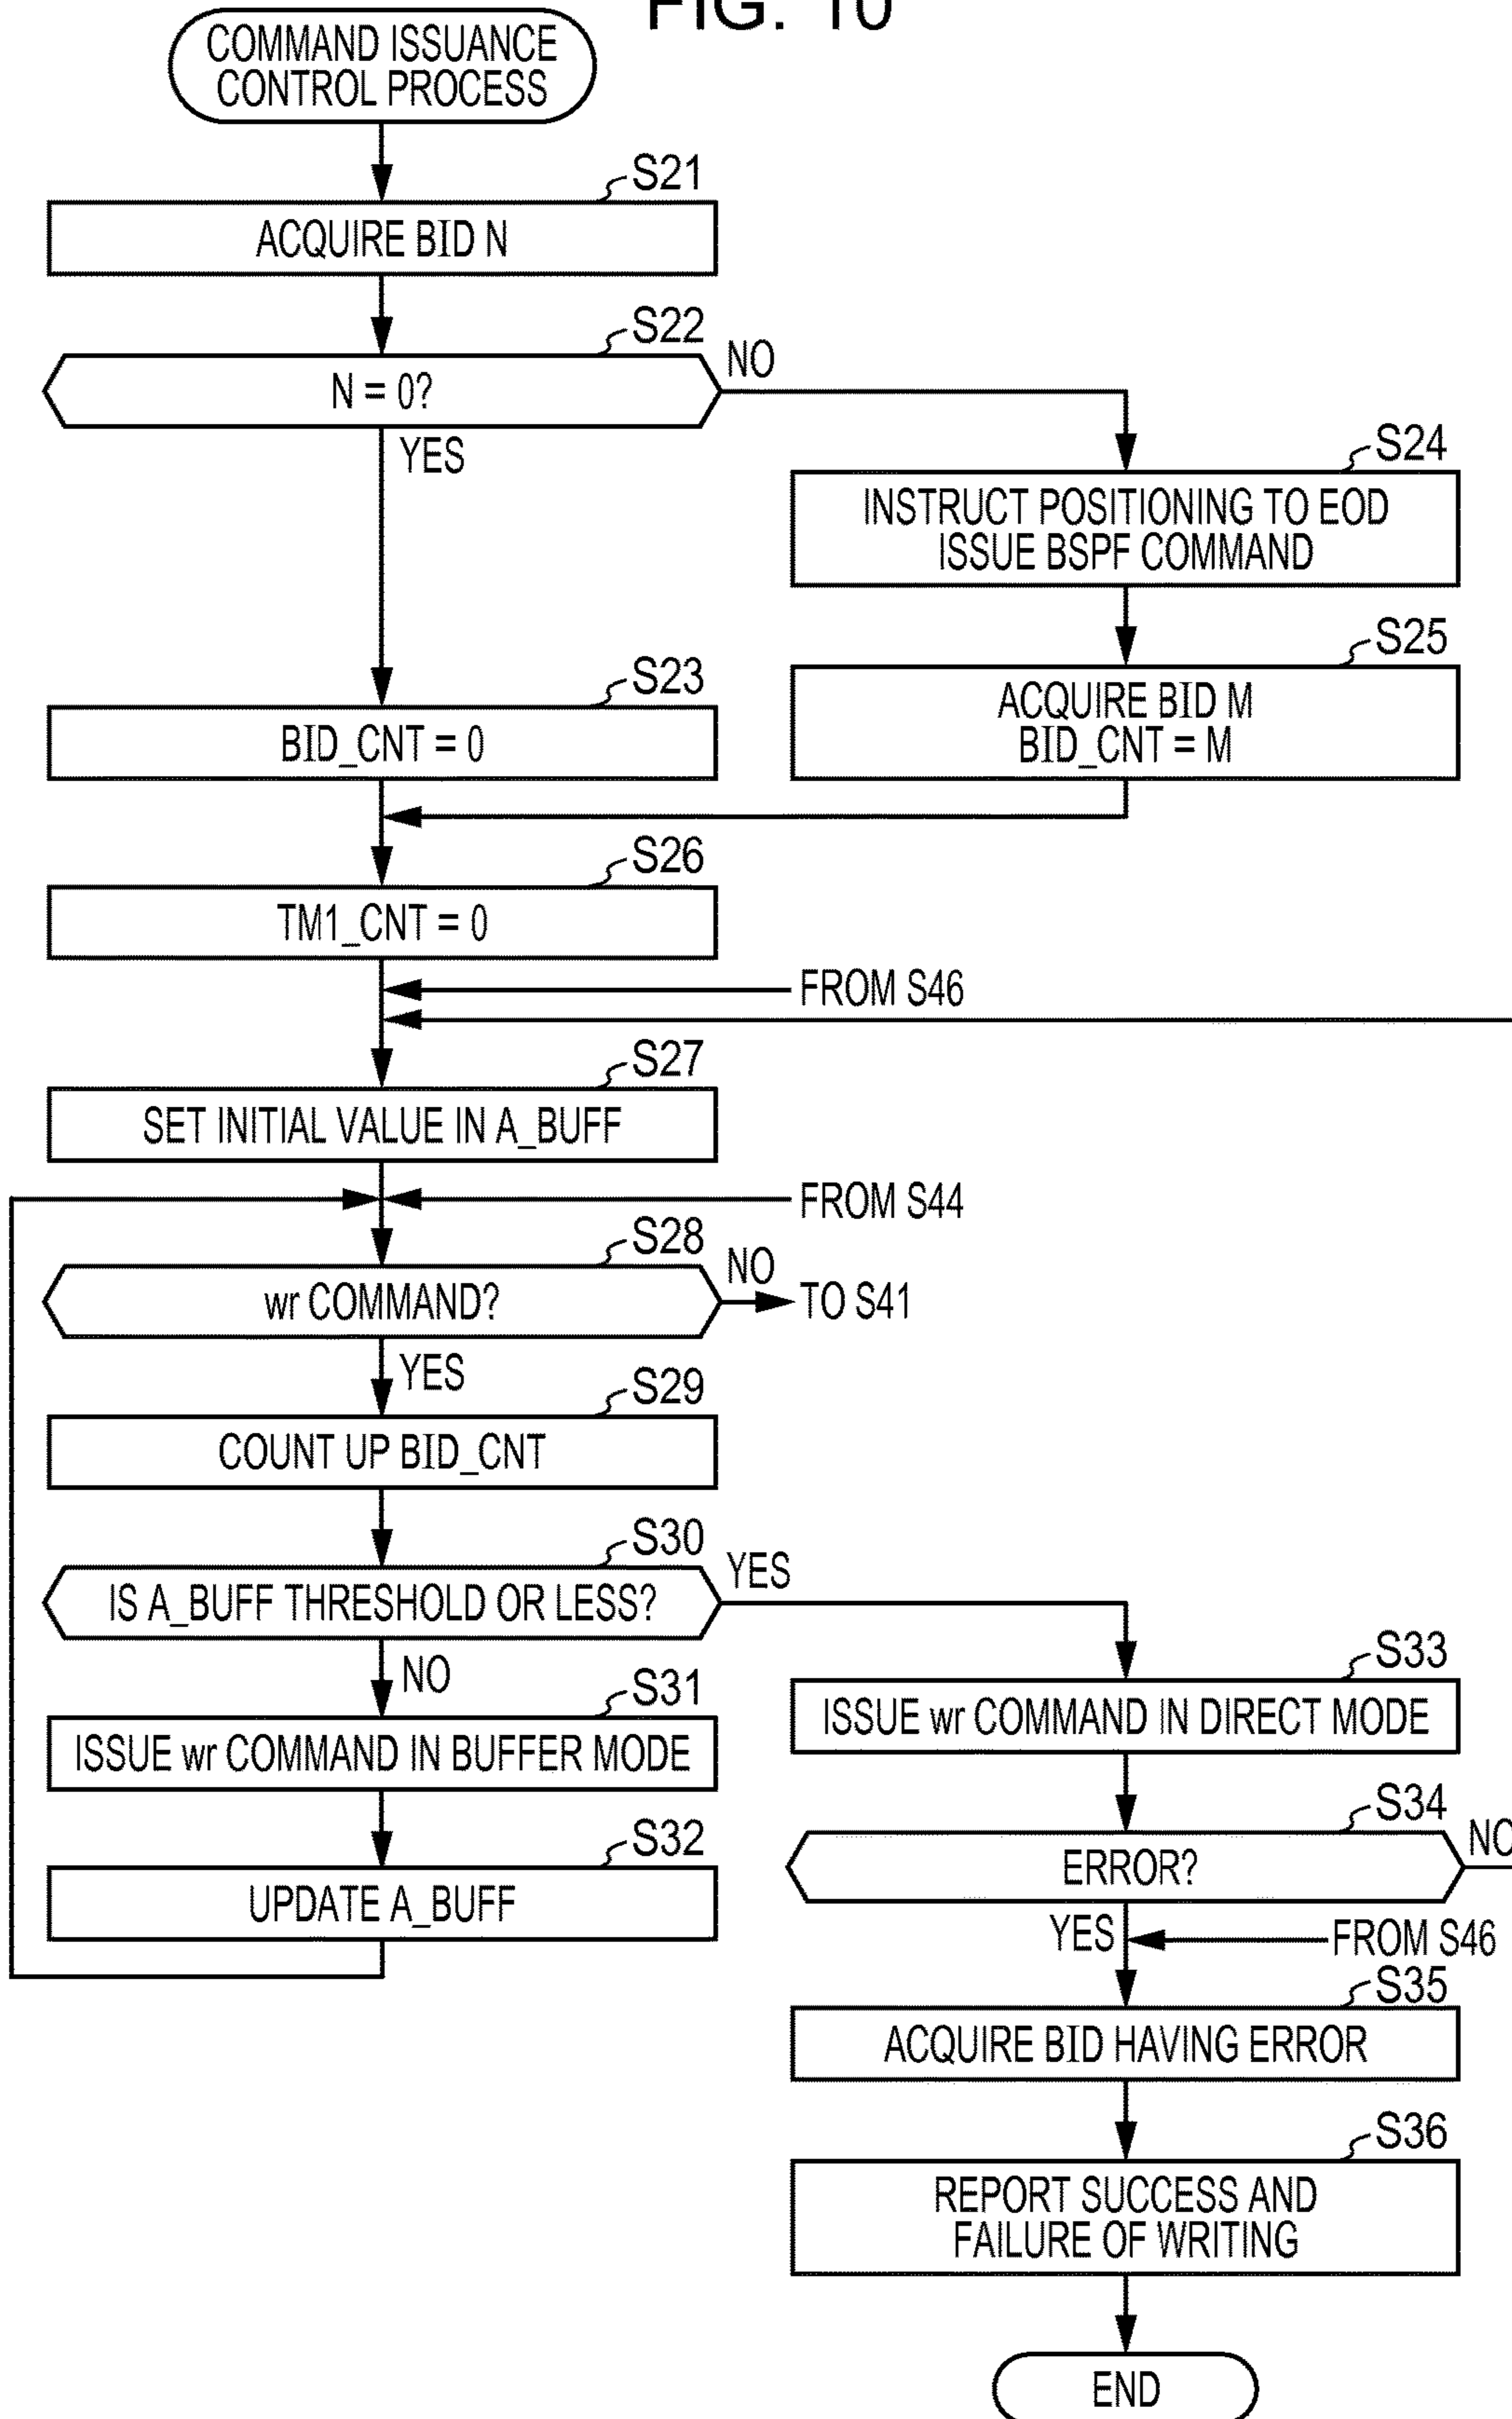 FIG. 10
COMMAND ISSUANCE
CONTROL PROCESS
S21
ACQUIRE BID N
S22
N = 0?
NO
YES
S24
INSTRUCT POSITIONING TO EOD
ISSUE BSPF COMMAND
S25
ACQUIRE BID M
BID_CNT = M
S23
BID_CNT = 0
S26
TM1_CNT = 0
FROM S46
S27
SET INITIAL VALUE IN A_BUFF
FROM S44
S28
wr COMMAND?
NO
TO S41
YES
S29
COUNT UP BID_CNT
S30
IS A_BUFF THRESHOLD OR LESS?
YES
NO
S31
ISSUE wr COMMAND IN BUFFER MODE
S32
UPDATE A_BUFF
S33
ISSUE wr COMMAND IN DIRECT MODE
S34
ERROR?
NO
YES
FROM S46
S35
ACQUIRE BID HAVING ERROR
S36
REPORT SUCCESS AND
FAILURE OF WRITING
END